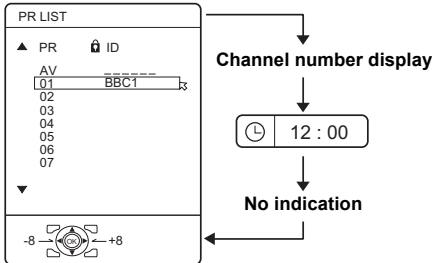 PR LIST
PR ID
AV _ _ _ _ _ _
01 BBC1
02
03
04
05
06
07
-8 OK +8
Channel number display
12 : 00
No indication